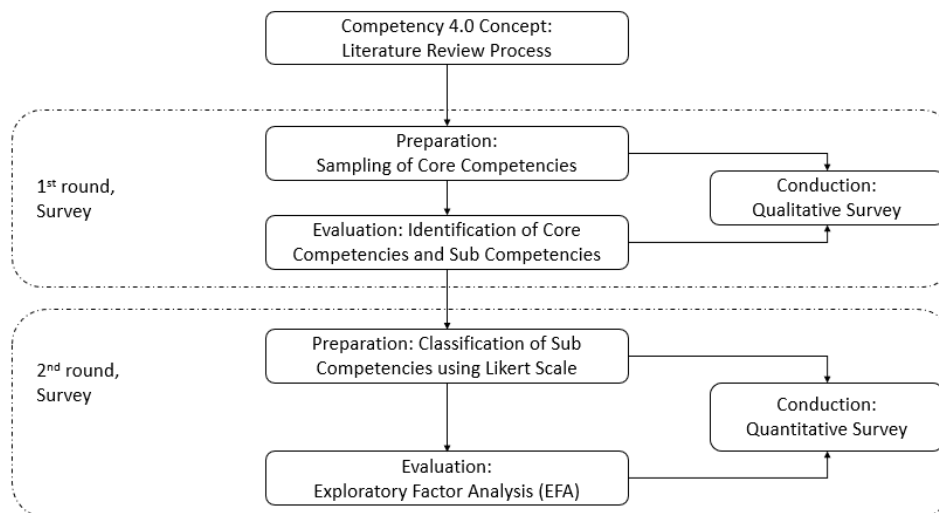 Competency 4.0 Concept:
Literature Review Process
1st round,
Survey
Preparation:
Sampling of Core Competencies
Evaluation: Identification of Core
Competencies and Sub Competencies
Conduction:
Qualitative Survey
2nd round,
Survey
Preparation: Classification of Sub
Competencies using Likert Scale
Evaluation:
Exploratory Factor Analysis (EFA)
Conduction:
Quantitative Survey